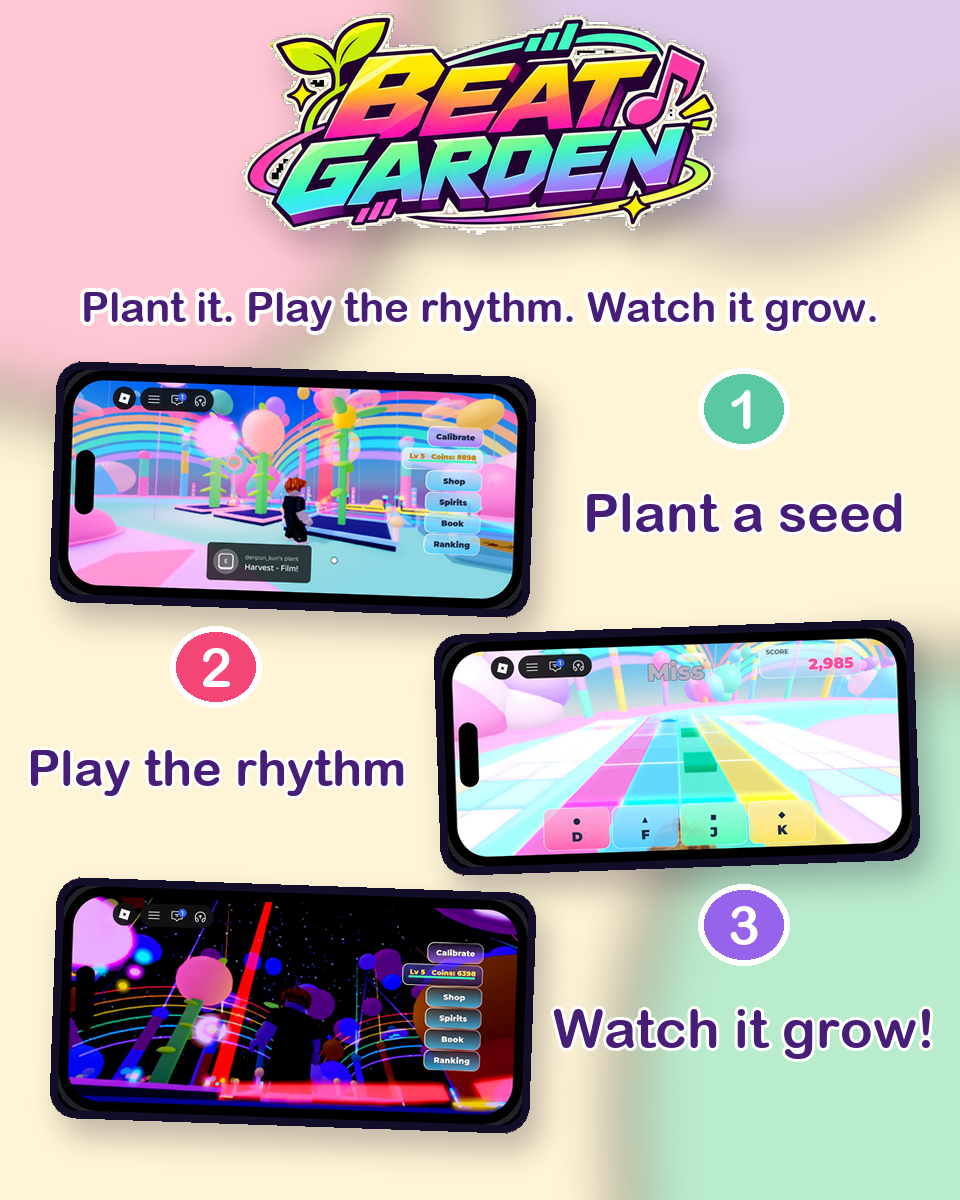 BEAT
GARDEN
Plant it. Play the rhythm. Watch it grow.
1
Calibrate
Lv 5 Coins: 8898
Shop
Spirits
Book
Ranking
E
denpun_kun's plant
Harvest - Film!
Plant a seed
2
Play the rhythm
Miss
SCORE
2,985
D
F
J
K
3
Calibrate
Lv 5 Coins: 6398
Shop
Spirits
Book
Ranking
Watch it grow!